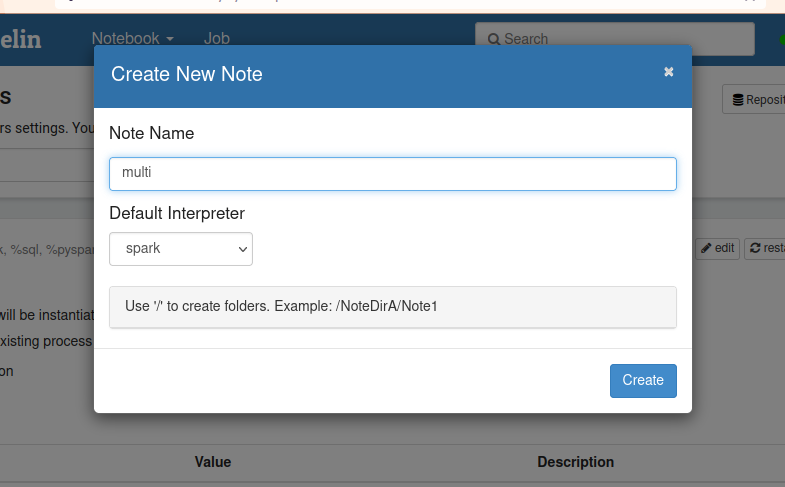 elin Notebook Job Search
Create New Note
s
Reposit
rs settings. You
Note Name
multi
Default Interpreter
spark
k, %sql, %pyspar
edit
rest
Use '/' to create folders. Example: /NoteDirA/Note1
will be instantiat
xisting process
on
Create
Value Description